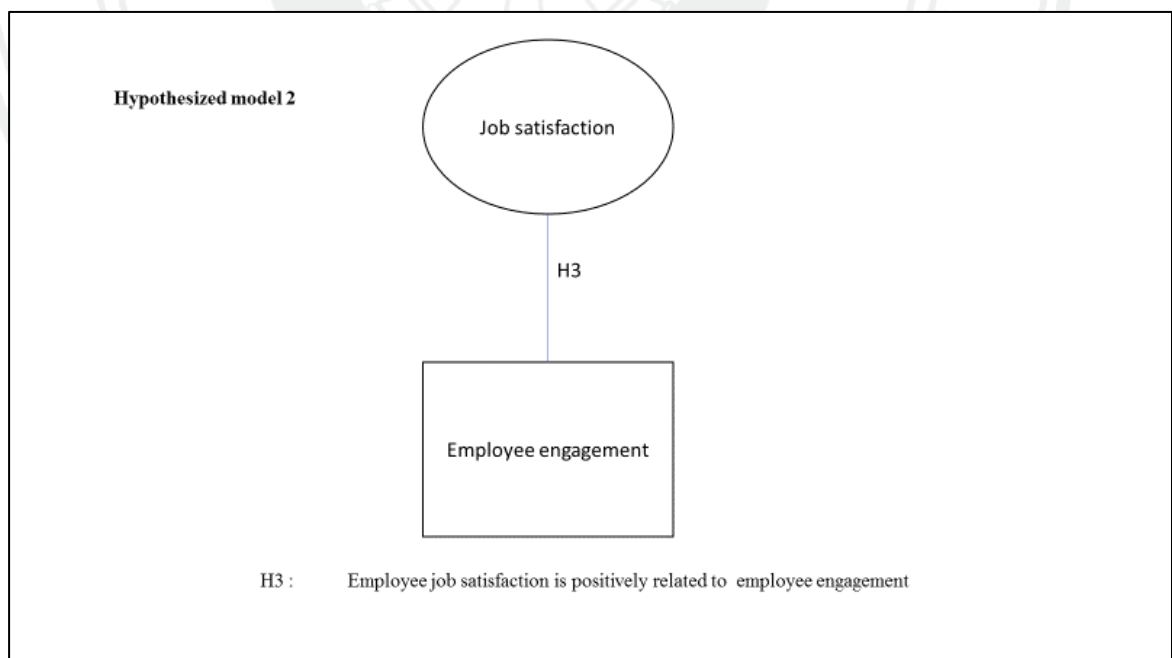 Hypothesized model 2
Job satisfaction
H3
Employee engagement
H3 : Employee job satisfaction is positively related to employee engagement